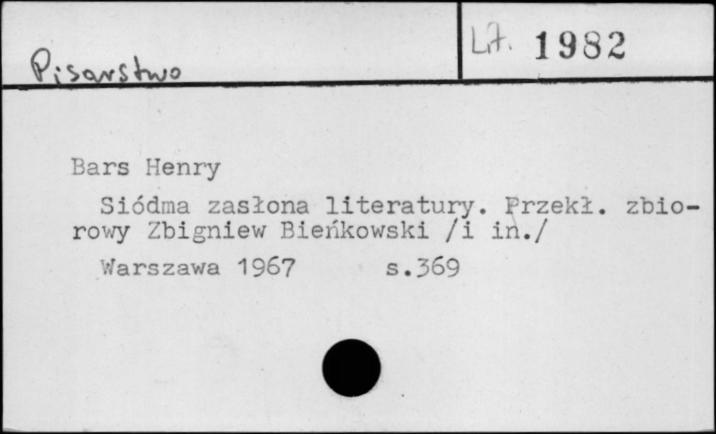 Pisarstwo
Lit. 1982
Bars Henry
Siódma zasłona literatury. Przekł. zbio-
rowy Zbigniew Bieńkowski /i in./
Warszawa 1967 s.369